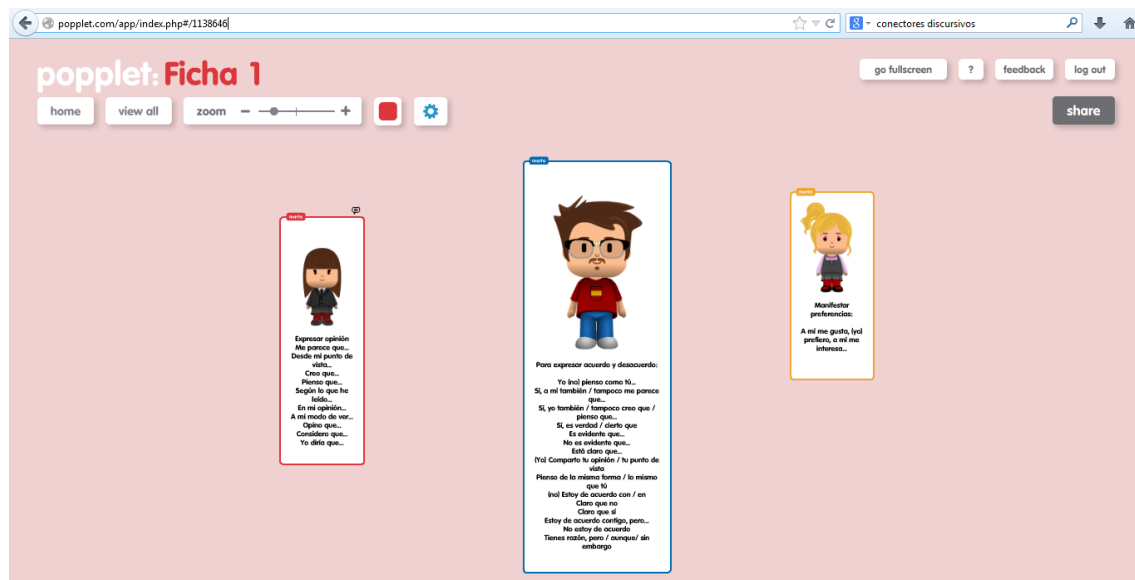 popplet.com/app/index.php#/1138646
conectores discursivos
popplet: Ficha 1
go fullscreen
?
feedback
log out
home
view all
zoom
share
Expresar opinión
Me parece que...
Desde mi punto de
vista...
Creo que...
Pienso que...
Según lo que he
leído...
En mi opinión...
A mi modo de ver...
Opino que...
Considero que...
Yo diría que...
Para expresar acuerdo y desacuerdo:
Yo (no) pienso como tú...
Sí, a mí también / tampoco me parece
que...
Sí, yo también / tampoco creo que /
pienso que...
Sí, es verdad / cierto que
Es evidente que...
No es evidente que...
Está claro que...
(Yo) Comparto tu opinión / tu punto de
vista
Pienso de la misma forma / lo mismo
que tú
(no) Estoy de acuerdo con / en
Claro que no
Claro que sí
Estoy de acuerdo contigo, pero...
No estoy de acuerdo
Tienes razón, pero / aunque/ sin
embargo
Manifestar
preferencias:
A mí me gusta, (yo)
prefiero, a mí me
interesa...